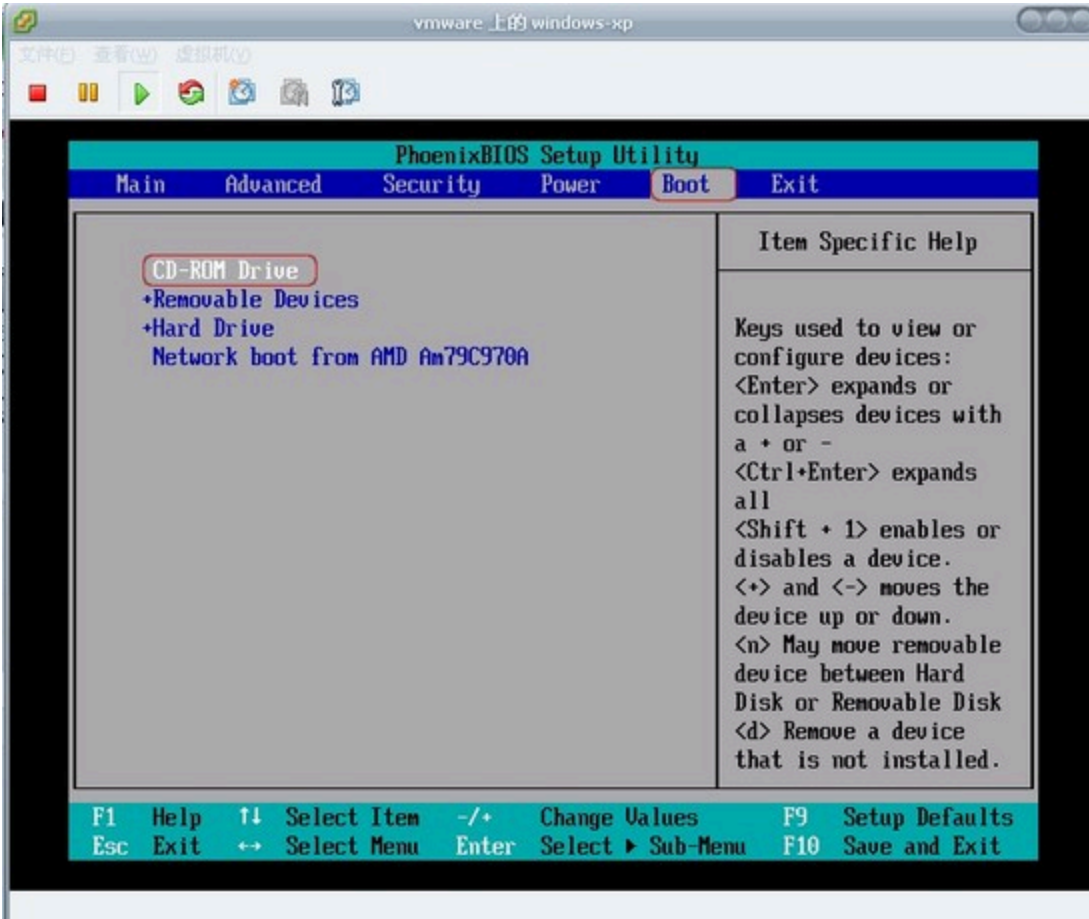 vmware 上的 windows-xp
文件(F) 查看(W) 虚拟机(V)
PhoenixBIOS Setup Utility
Main Advanced Security Power Boot Exit
CD-ROM Drive
+Removable Devices
+Hard Drive
Network boot from AMD Am79C970A
Item Specific Help
Keys used to view or
configure devices:
<Enter> expands or
collapses devices with
a + or -
<Ctrl+Enter> expands
all
<Shift + 1> enables or
disables a device.
<+> and <-> moves the
device up or down.
<n> May move removable
device between Hard
Disk or Removable Disk
<d> Remove a device
that is not installed.
F1 Help ↑↓ Select Item -/+ Change Values F9 Setup Defaults
Esc Exit ↔ Select Menu Enter Select ▶ Sub-Menu F10 Save and Exit